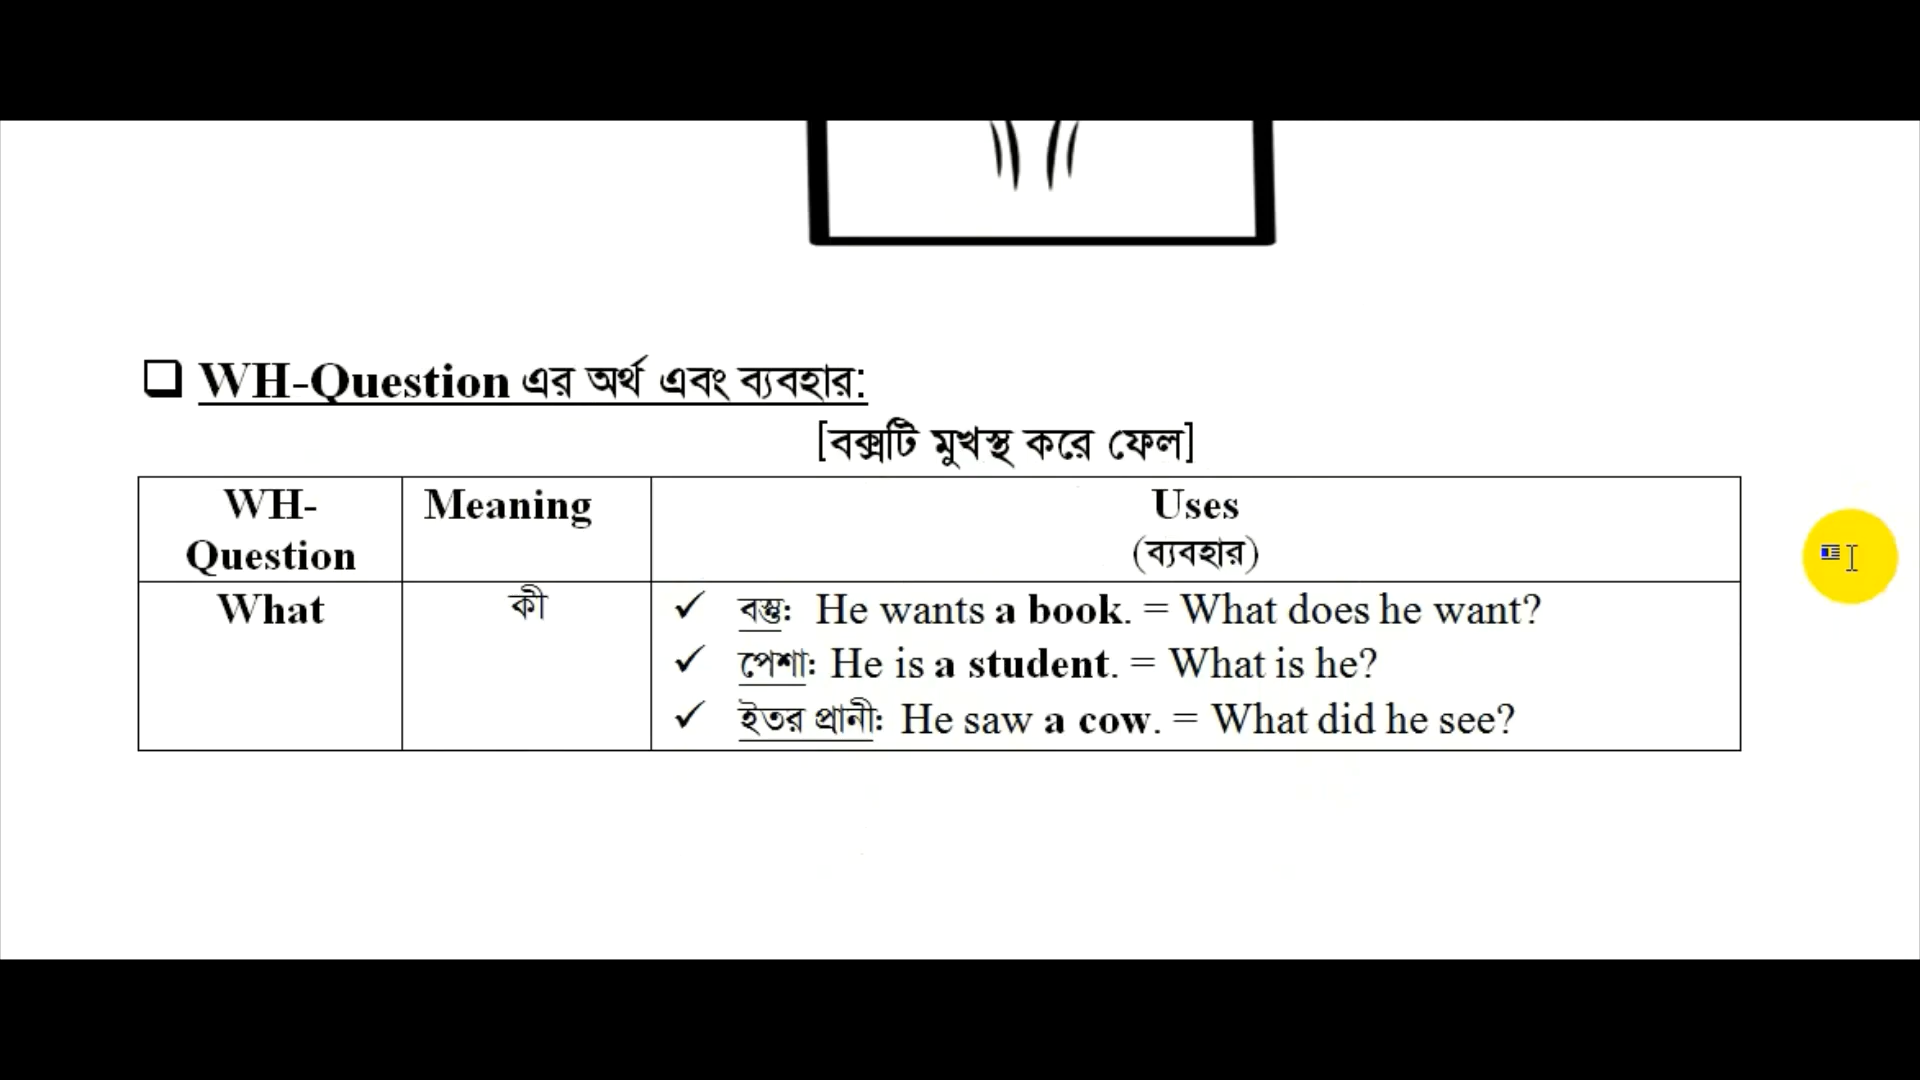 ❑ WH-Question এর অর্থ এবং ব্যবহার:
[বক্সটি মুখস্থ করে ফেল]
WH-
Question
Meaning
Uses
(ব্যবহার)
What
কী
✓ বস্তুঃ He wants a book. = What does he want?
✓ পেশাঃ He is a student. = What is he?
✓ ইতর প্রানীঃ He saw a cow. = What did he see?